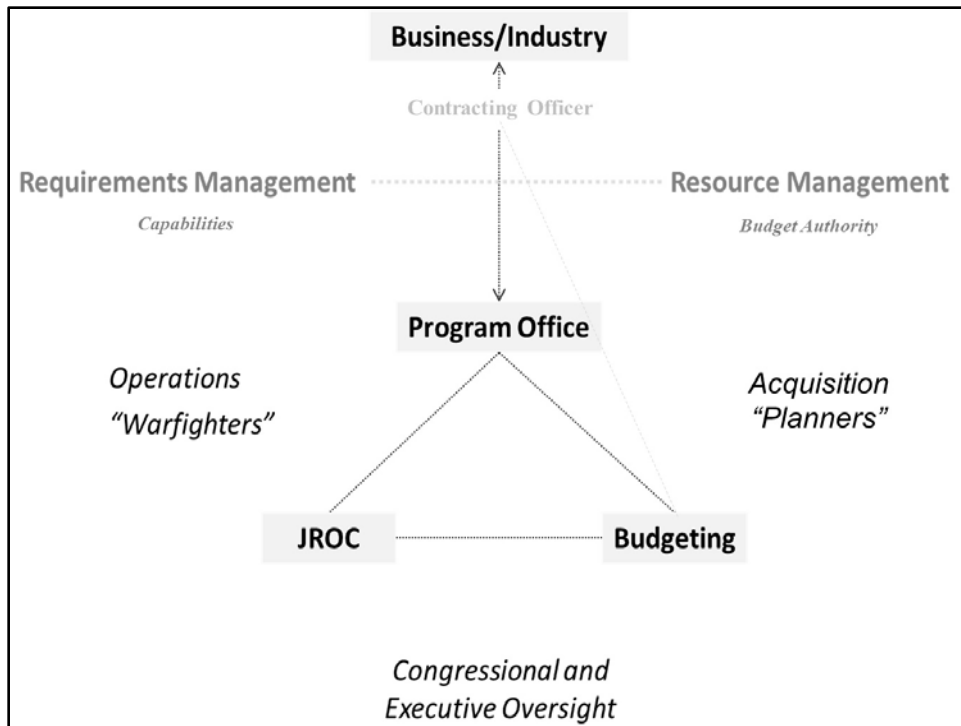 Business/Industry
Contracting Officer
Requirements Management
Resource Management
Capabilities
Budget Authority
Program Office
Operations
“Warfighters”
Acquisition
“Planners”
JROC
Budgeting
Congressional and
Executive Oversight